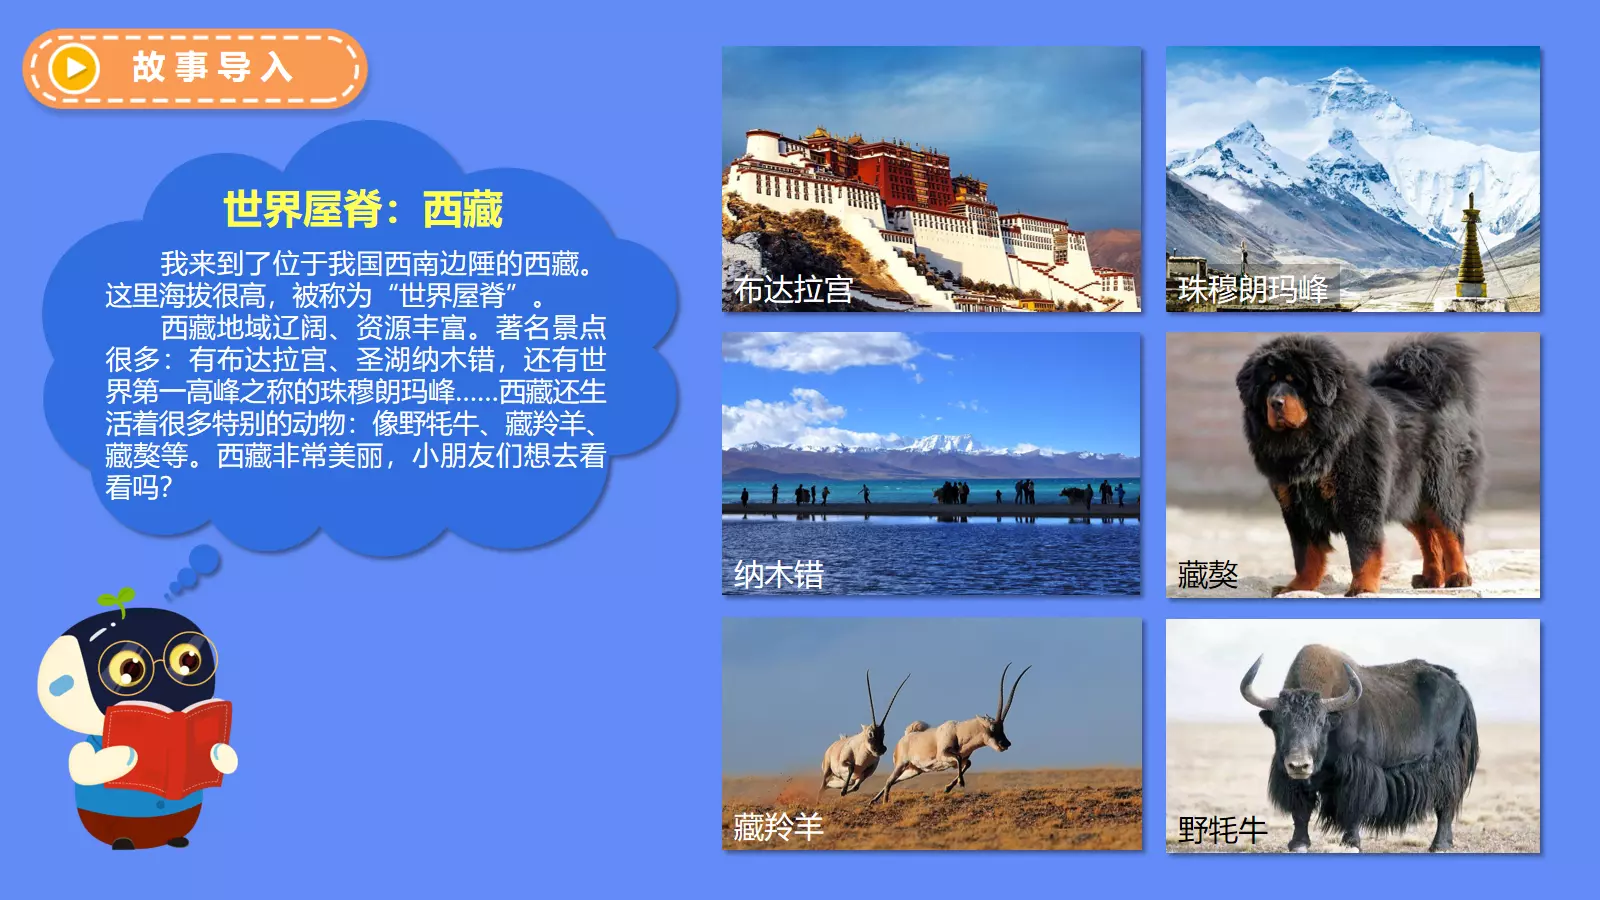 故事导入
世界屋脊：西藏
我来到了位于我国西南边陲的西藏。
这里海拔很高，被称为“世界屋脊”。
西藏地域辽阔、资源丰富。著名景点
很多：有布达拉宫、圣湖纳木错，还有世
界第一高峰之称的珠穆朗玛峰……西藏还生
活着很多特别的动物：像野牦牛、藏羚羊、
藏獒等。西藏非常美丽，小朋友们想去看
看吗？
布达拉宫
珠穆朗玛峰
纳木错
藏獒
藏羚羊
野牦牛